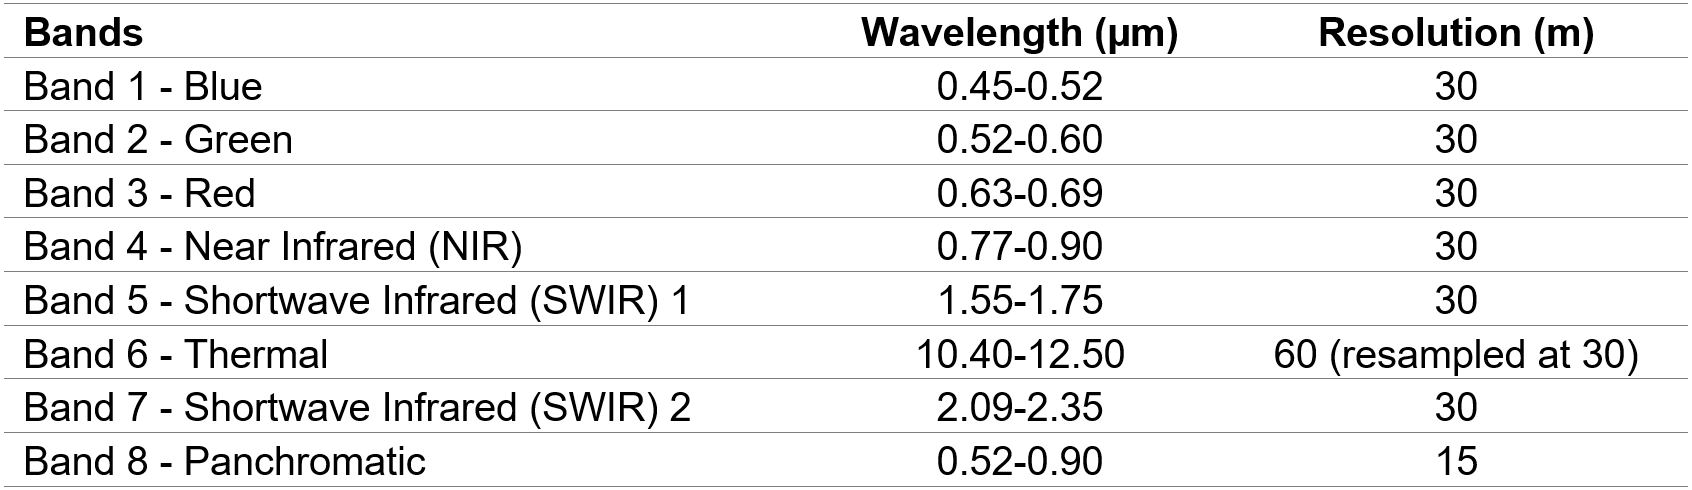 Bands Wavelength (µm) Resolution (m)
Band 1 - Blue 0.45-0.52 30
Band 2 - Green 0.52-0.60 30
Band 3 - Red 0.63-0.69 30
Band 4 - Near Infrared (NIR) 0.77-0.90 30
Band 5 - Shortwave Infrared (SWIR) 1 1.55-1.75 30
Band 6 - Thermal 10.40-12.50 60 (resampled at 30)
Band 7 - Shortwave Infrared (SWIR) 2 2.09-2.35 30
Band 8 - Panchromatic 0.52-0.90 15